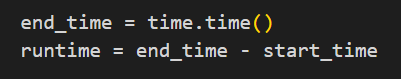 end_time = time.time()
runtime = end_time - start_time